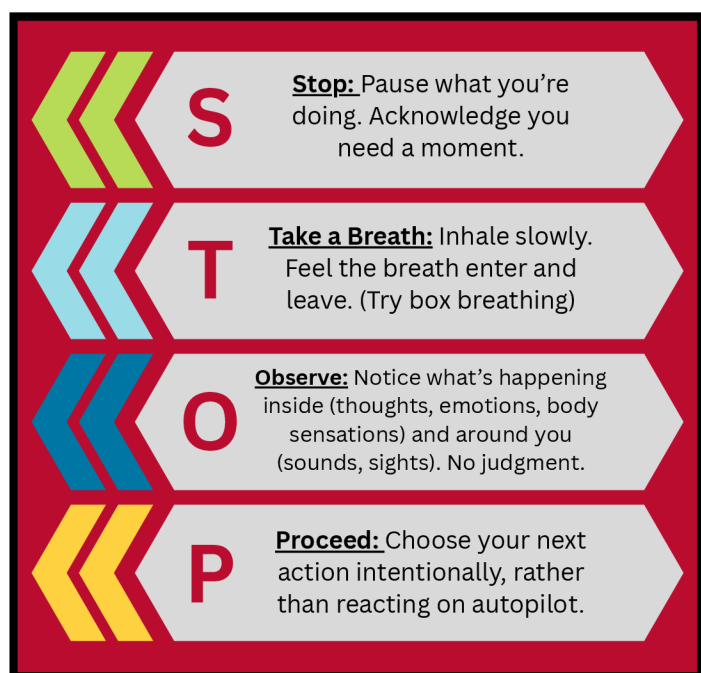 S
Stop: Pause what you’re
doing. Acknowledge you
need a moment.
T
Take a Breath: Inhale slowly.
Feel the breath enter and
leave. (Try box breathing)
O
Observe: Notice what’s happening
inside (thoughts, emotions, body
sensations) and around you
(sounds, sights). No judgment.
P
Proceed: Choose your next
action intentionally, rather
than reacting on autopilot.